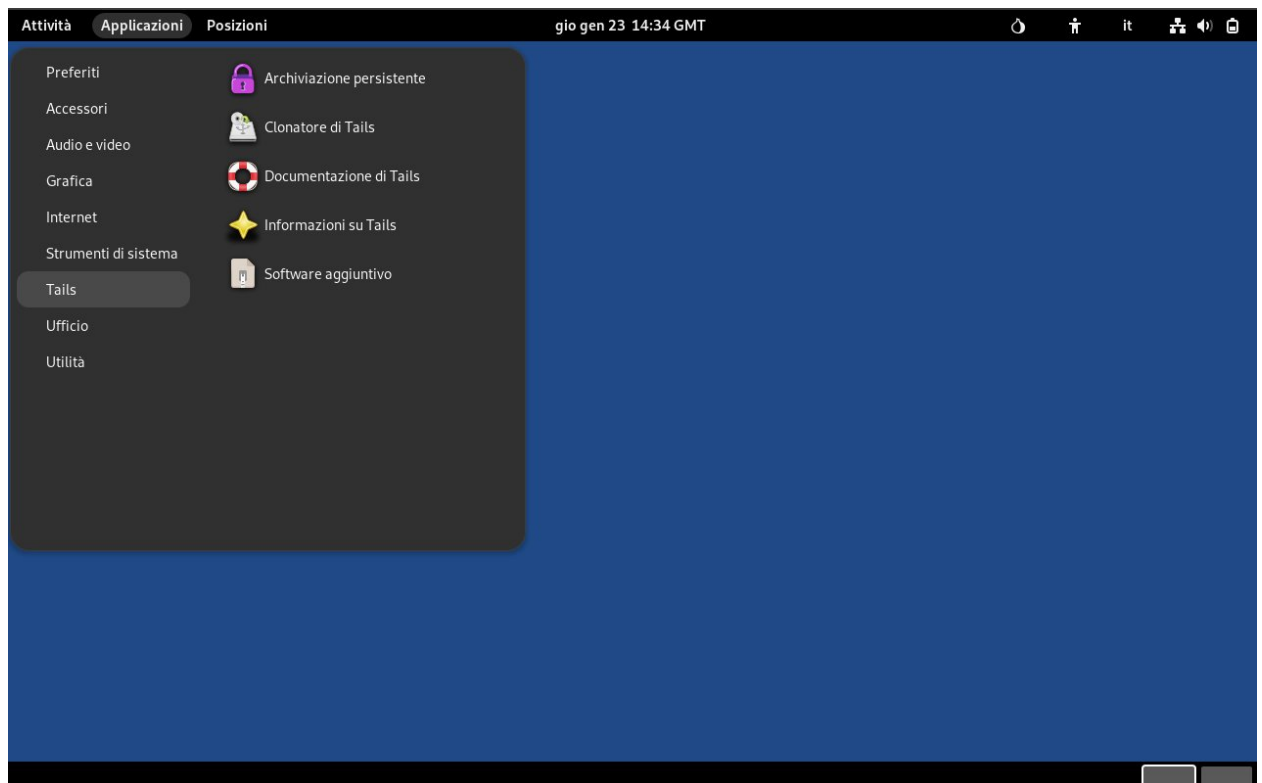 Attività Applicazioni Posizioni gio gen 23 14:34 GMT it
Preferiti
Accessori
Audio e video
Grafica
Internet
Strumenti di sistema
Tails
Ufficio
Utilità
Archiviazione persistente
Clonatore di Tails
Documentazione di Tails
Informazioni su Tails
Software aggiuntivo